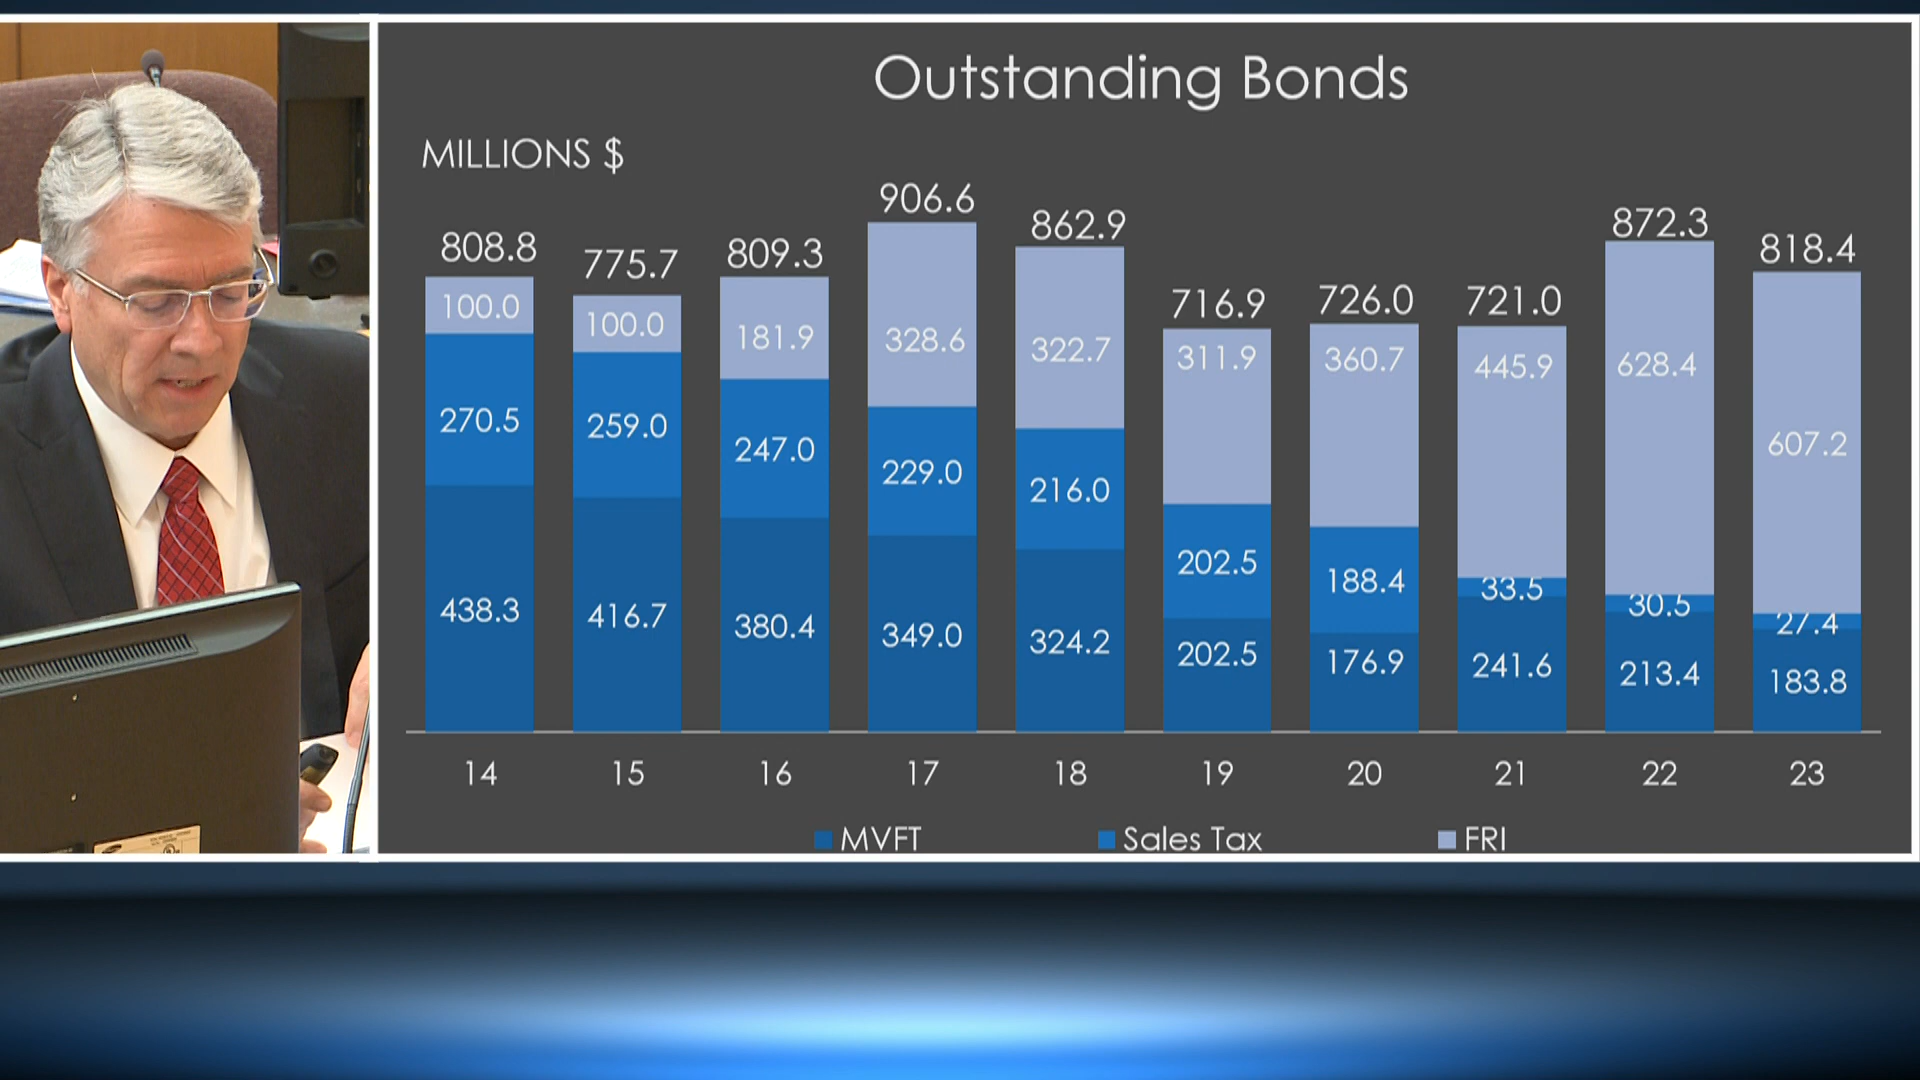 Outstanding Bonds
MILLIONS $
808.8 775.7 809.3 906.6 862.9 716.9 726.0 721.0 872.3 818.4
100.0 100.0 181.9 328.6 322.7 311.9 360.7 445.9 628.4 607.2
270.5 259.0 247.0 229.0 216.0 202.5 188.4 33.5 30.5 27.4
438.3 416.7 380.4 349.0 324.2 202.5 176.9 241.6 213.4 183.8
14 15 16 17 18 19 20 21 22 23
MVFT Sales Tax FRI